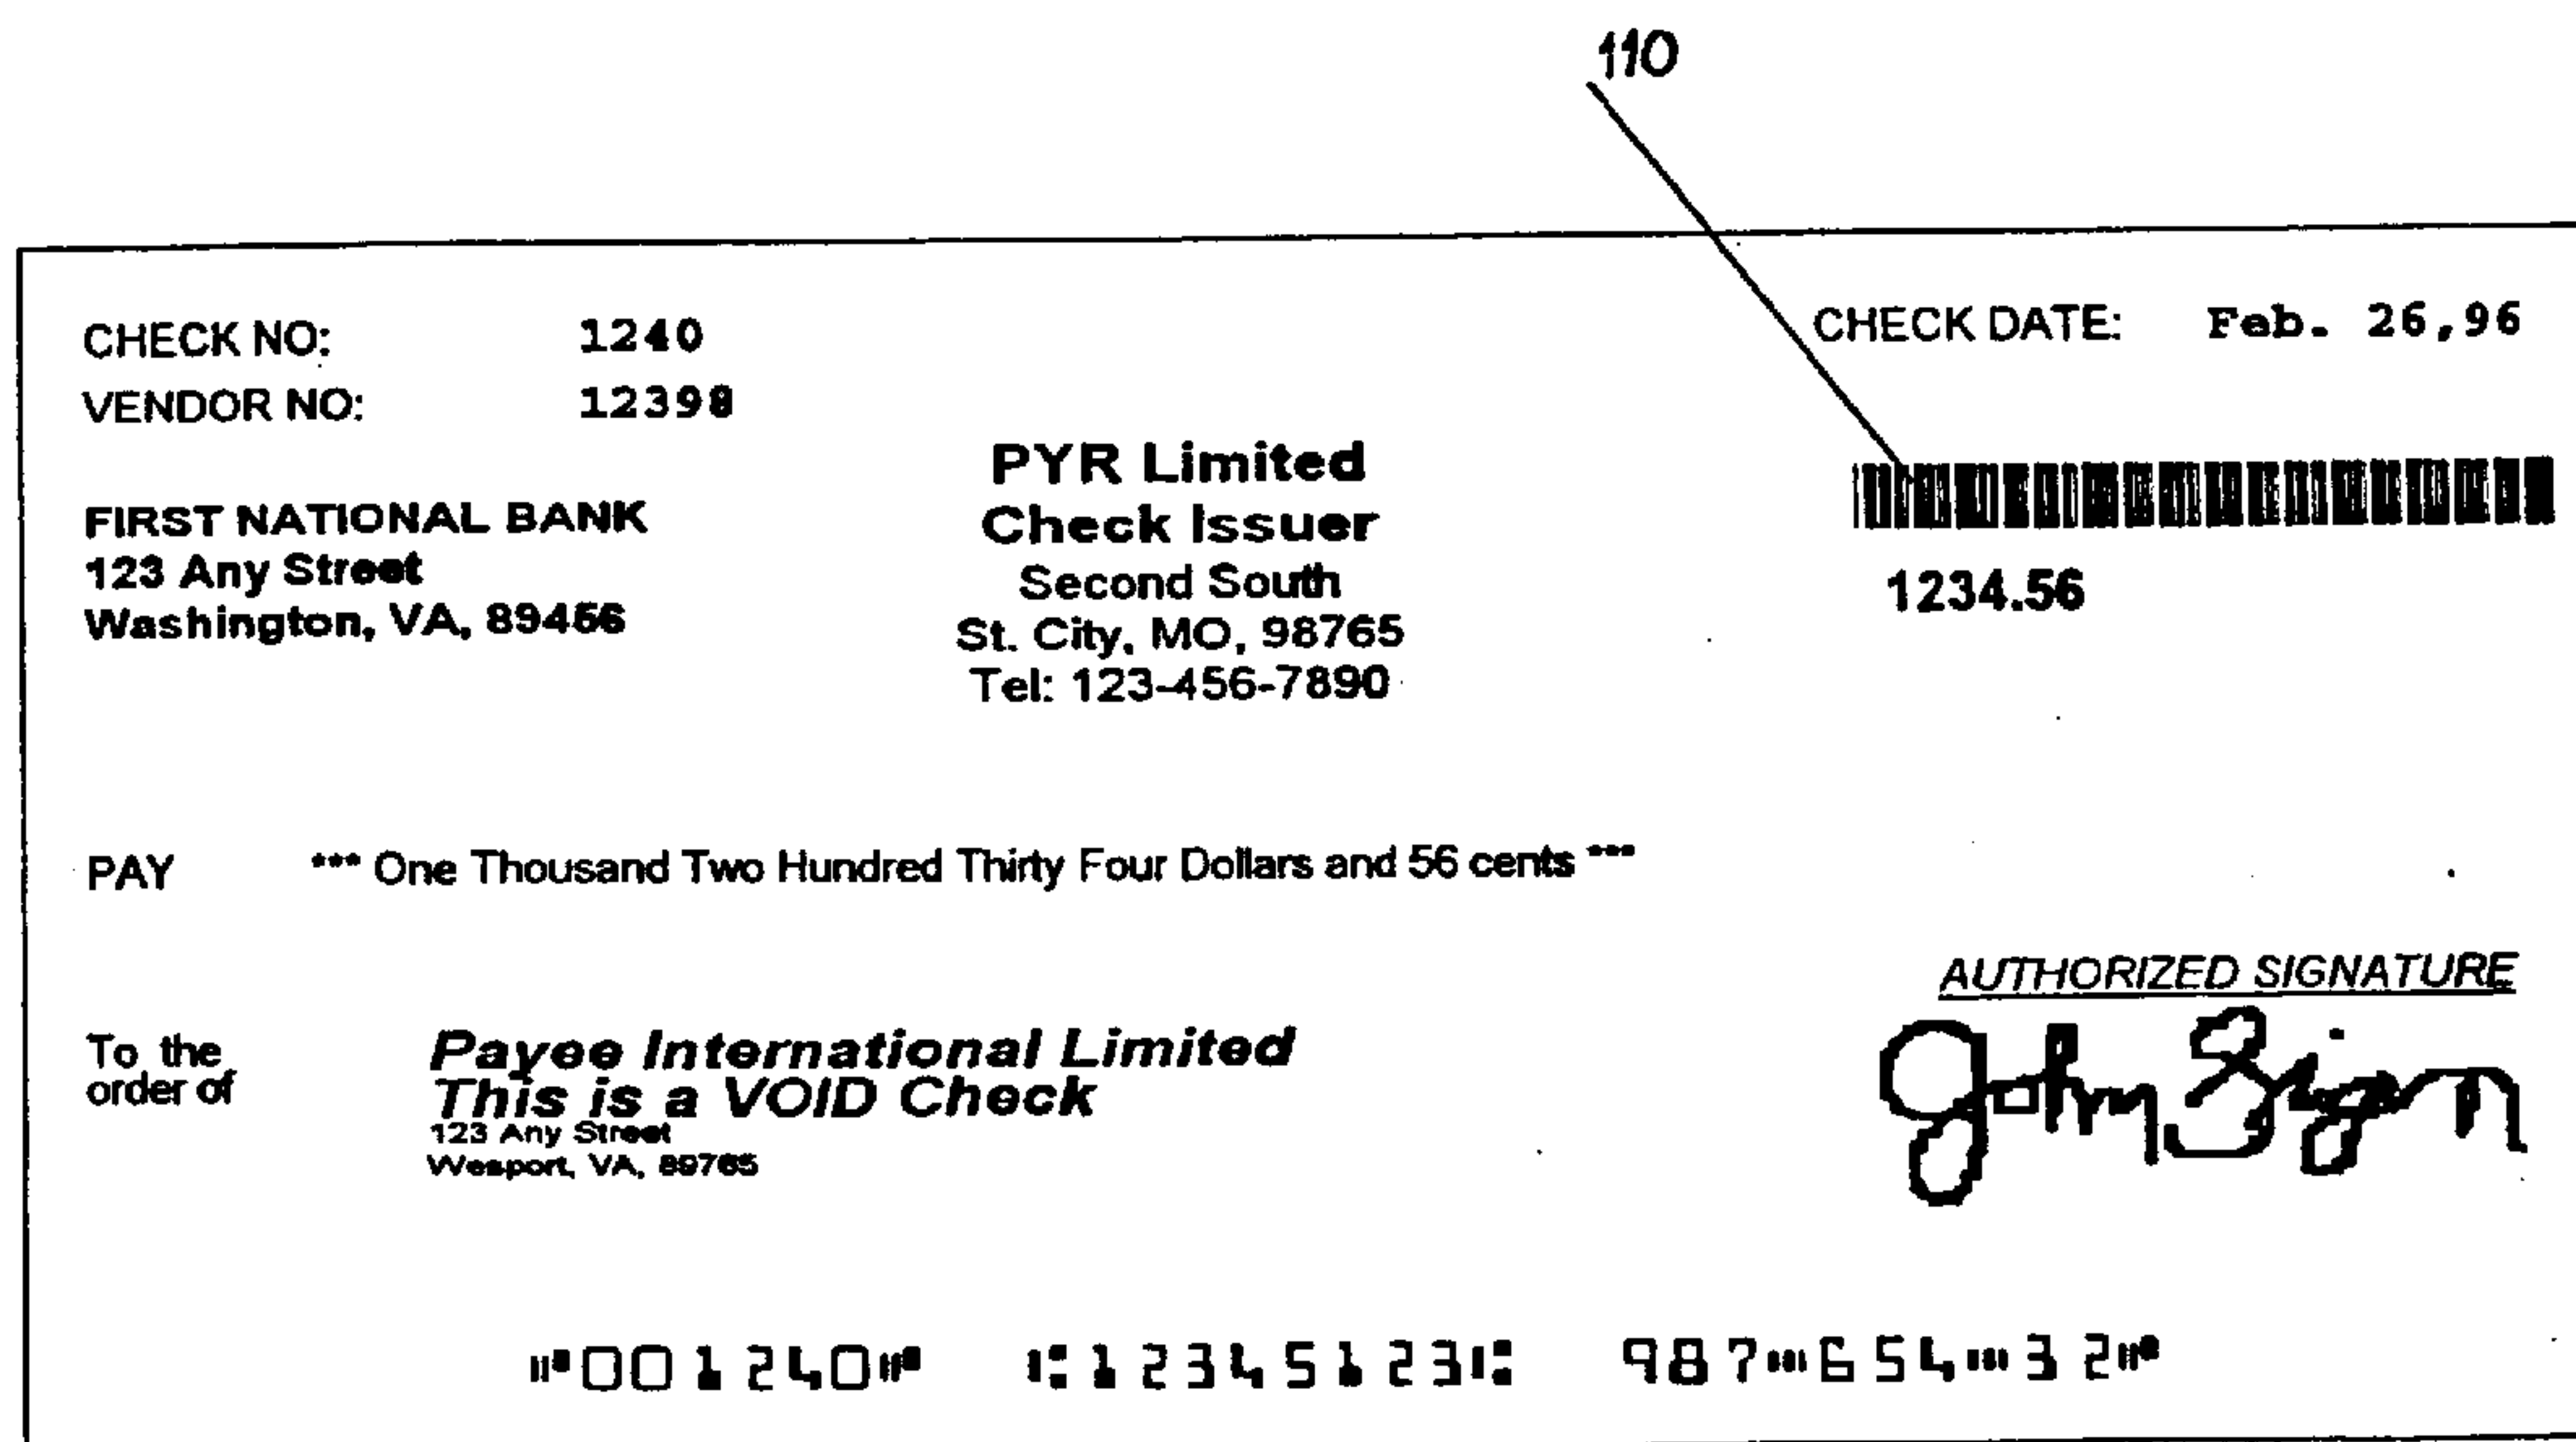 110
CHECK NO: 1240
CHECK DATE: Feb. 26,96
VENDOR NO: 12398
FIRST NATIONAL BANK
123 Any Street
Washington, VA, 89456
PYR Limited
Check Issuer
Second South
St. City, MO, 98765
Tel: 123-456-7890
1234.56
PAY *** One Thousand Two Hundred Thirty Four Dollars and 56 cents ***
AUTHORIZED SIGNATURE
John Sign
To the
order of
Payee International Limited
This is a VOID Check
123 Any Street
Wesport, VA, 89765
⑈001240⑈ ⑆12345123⑆ 987⑉654⑉32⑈